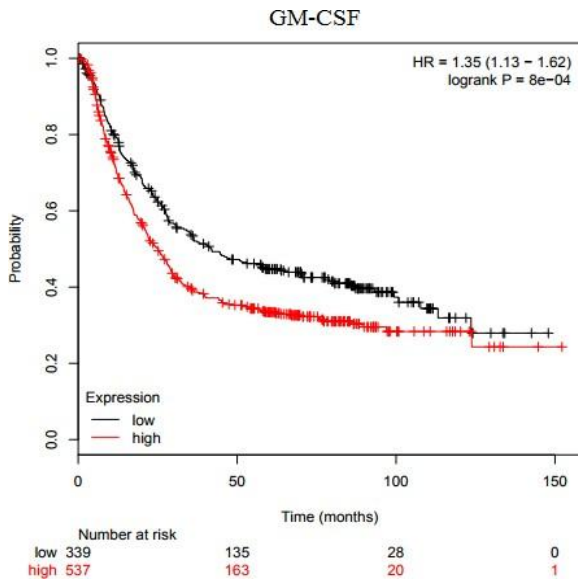 GM-CSF
HR = 1.35 (1.13 − 1.62)
logrank P = 8e−04
Probability
1.0
0.8
0.6
0.4
0.2
0.0
Expression
low
high
0 50 100 150
Time (months)
Number at risk
low 339 135 28 0
high 537 163 20 1